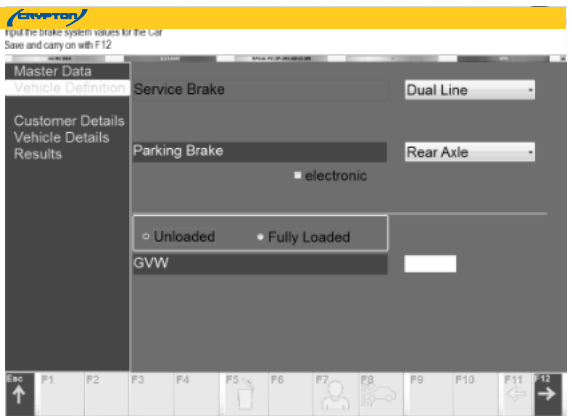 CRYPTON
Input the brake system values for the Car
Save and carry on with F12
Master Data
Vehicle Definition
Service Brake
Dual Line
Customer Details
Vehicle Details
Results
Parking Brake
Rear Axle
electronic
Unloaded
Fully Loaded
GVW
Esc F1 F2 F3 F4 F5 F6 F7 F8 F9 F10 F11 F12